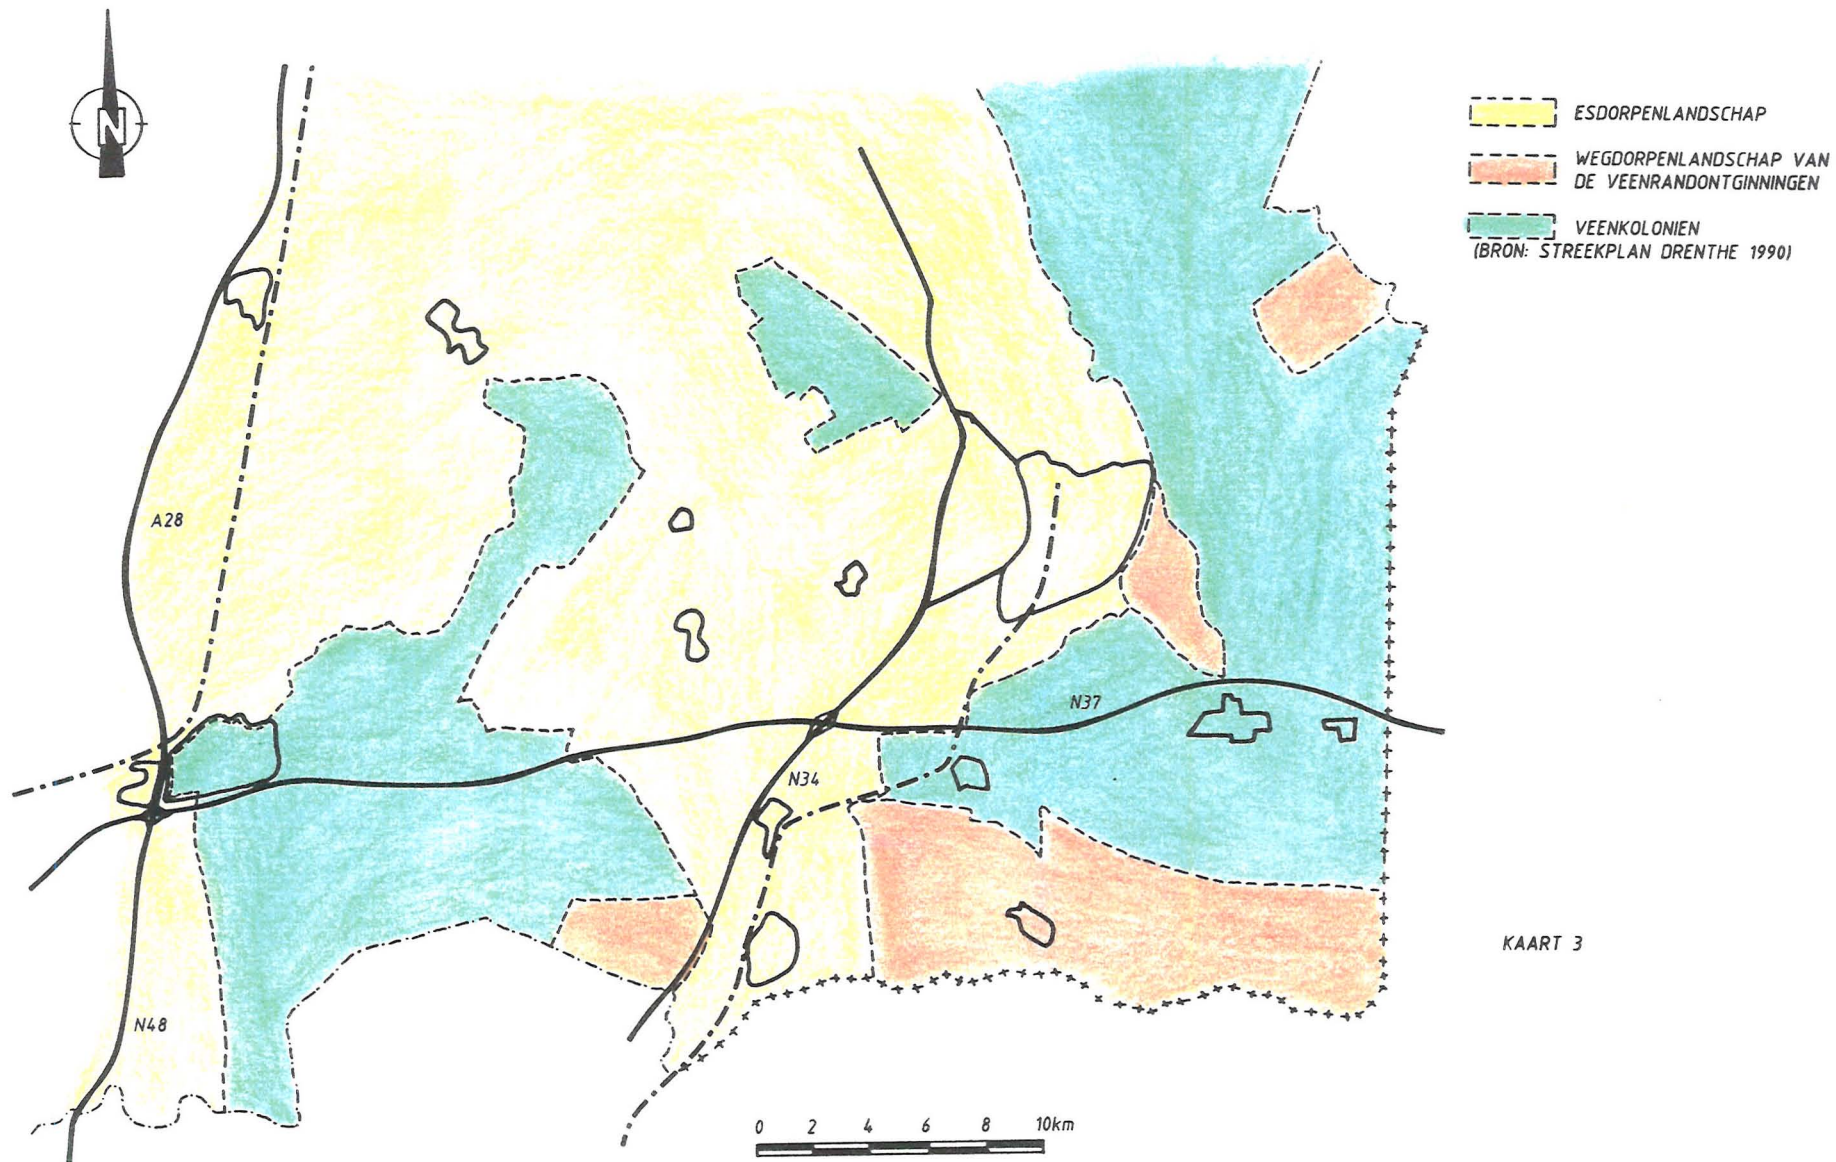 N
ESDORPENLANDSCHAP
WEGDORPENLANDSCHAP VAN
DE VEENRANDONTGINNINGEN
VEENKOLONIEN
(BRON: STREEKPLAN DRENTHE 1990)
A28
N37
N34
KAART 3
N48
0 2 4 6 8 10km